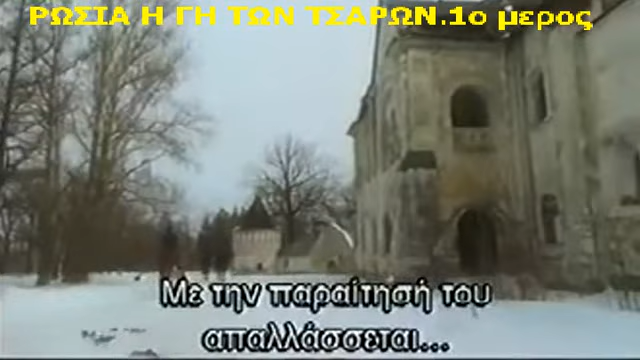 ΡΩΣΙΑ Η ΓΗ ΤΩΝ ΤΣΑΡΩΝ.1ο μερος
Με την παραίτησή του
απαλλάσσεται...